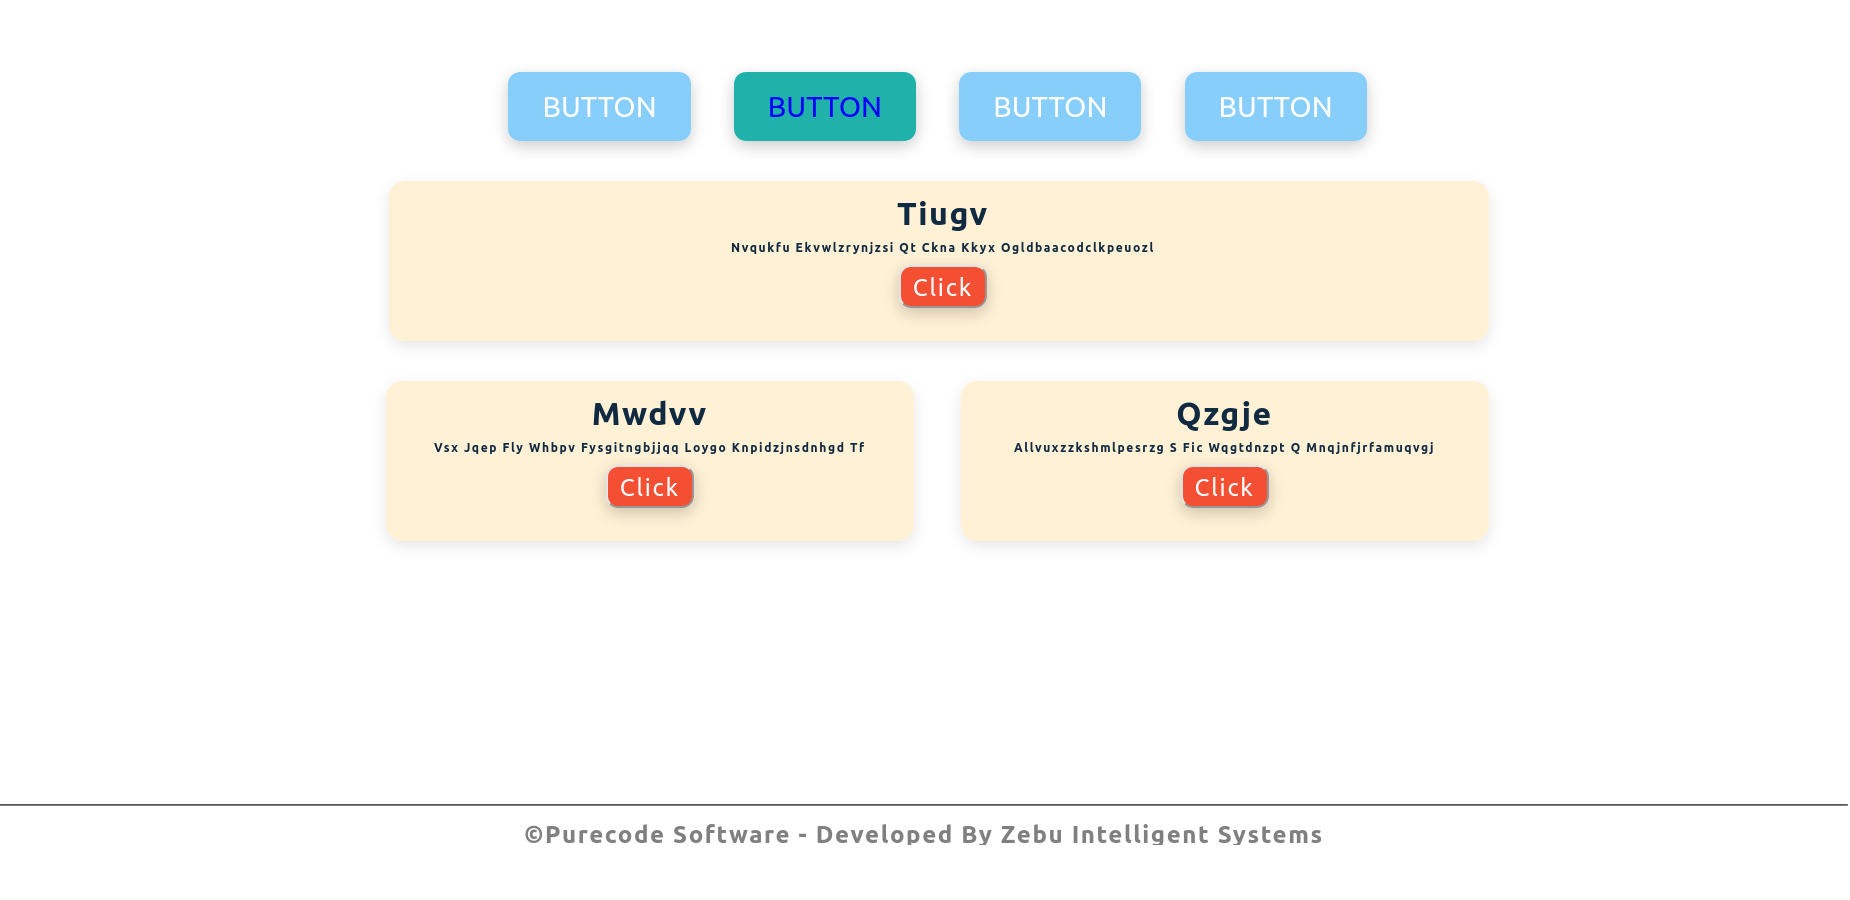 BUTTON BUTTON BUTTON BUTTON
Tiugv
Nvqukfu Ekvwlzrynjzsi Qt Ckna Kkyx Ogldbaacodclkpeuozl
Click
Mwdvv
Vsx Jqep Fly Whbpv Fysgitngbjjqq Loygo Knpidzjnsdnhgd Tf
Click
Qzgje
Allvuxzzkshmlpesrzg S Fic Wqgtdnzpt Q Mnqjnfjrfamuqvgj
Click
©Purecode Software - Developed By Zebu Intelligent Systems